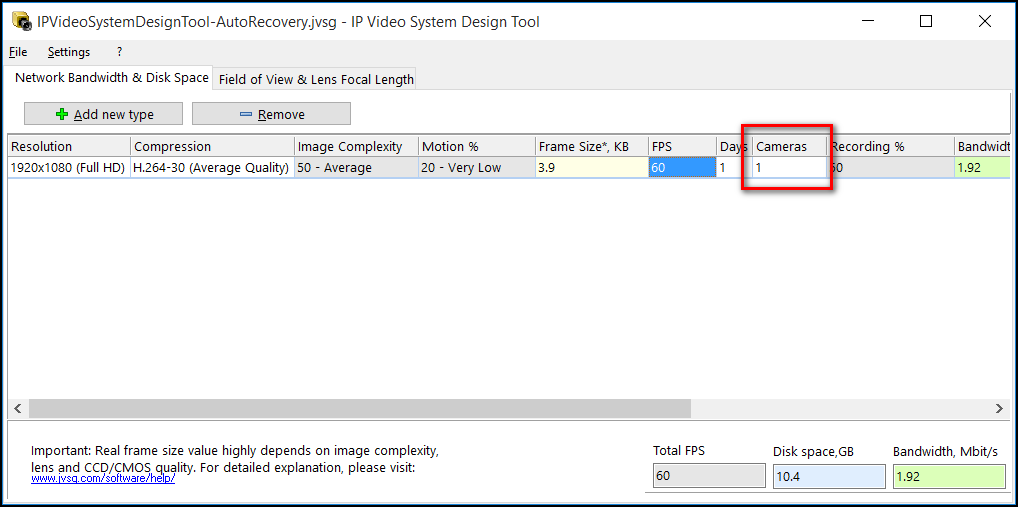 IPVideoSystemDesignTool-AutoRecovery.jvsg - IP Video System Design Tool
File Settings ?
Network Bandwidth & Disk Space Field of View & Lens Focal Length
Add new type Remove
Resolution Compression Image Complexity Motion % Frame Size*, KB FPS Days Cameras Recording % Bandwidt
1920x1080 (Full HD) H.264-30 (Average Quality) 50 - Average 20 - Very Low 3.9 60 1 1 50 1.92
Important: Real frame size value highly depends on image complexity,
lens and CCD/CMOS quality. For detailed explanation, please visit:
www.jvsg.com/software/help/
Total FPS Disk space,GB Bandwidth, Mbit/s
60 10.4 1.92